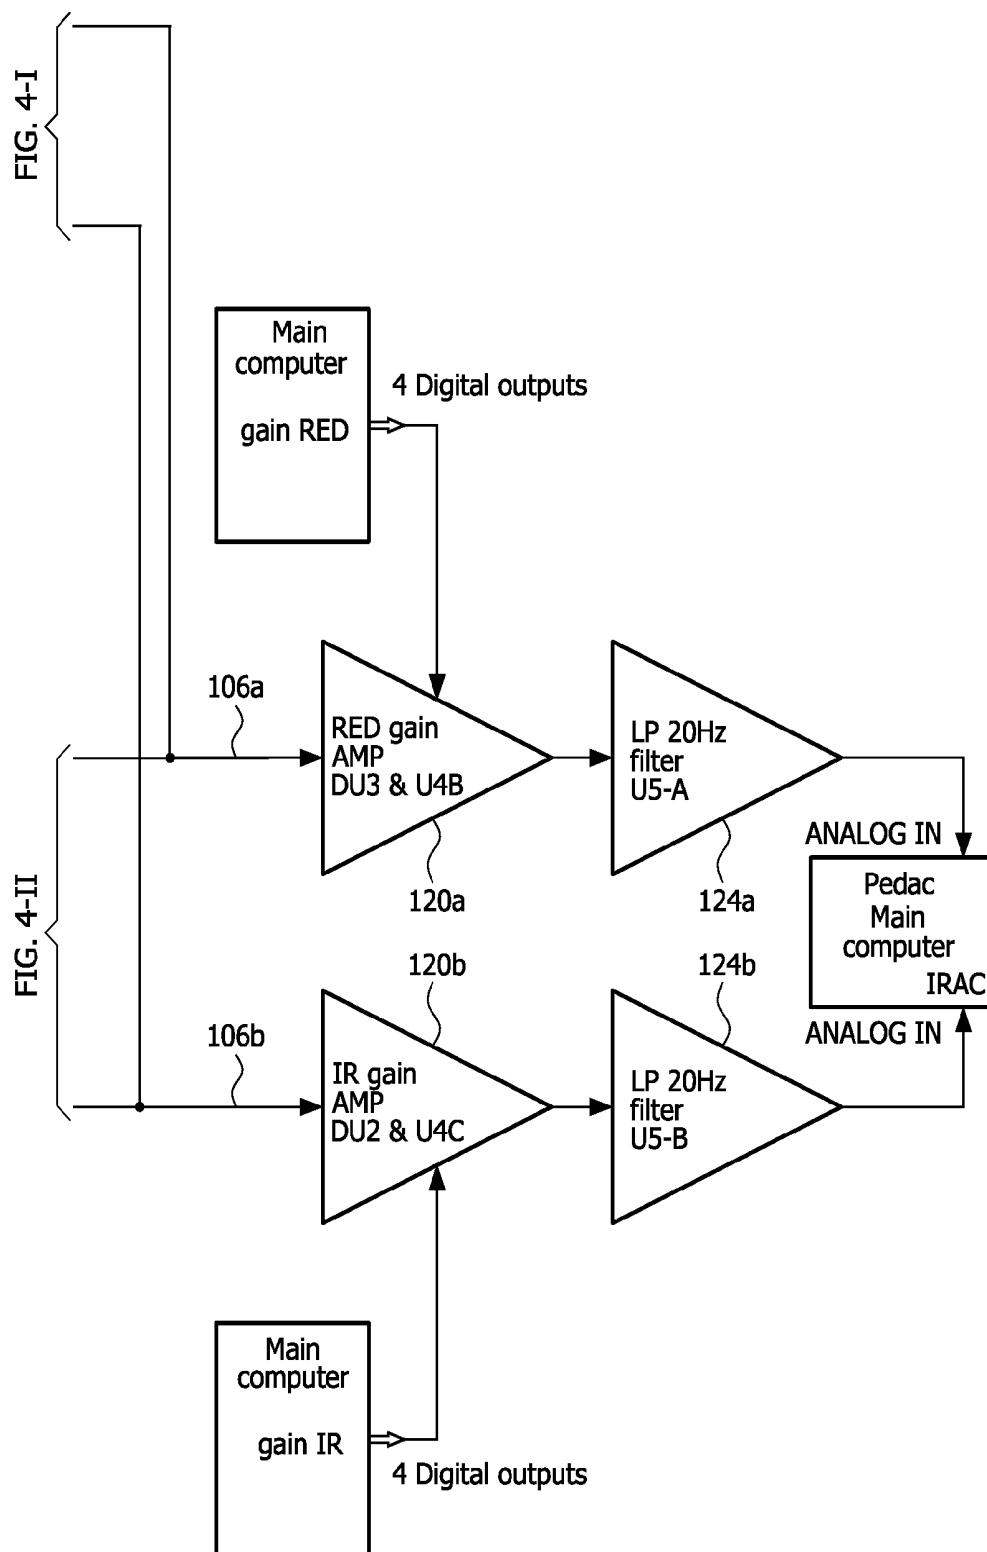 FIG. 4-I
Main
computer
gain RED
4 Digital outputs
106a
RED gain
AMP
DU3 & U4B
120a
LP 20Hz
filter
U5-A
124a
ANALOG IN
Pedac
Main
computer
IRAC
ANALOG IN
FIG. 4-II
106b
120b
IR gain
AMP
DU2 & U4C
124b
LP 20Hz
filter
U5-B
Main
computer
gain IR
4 Digital outputs